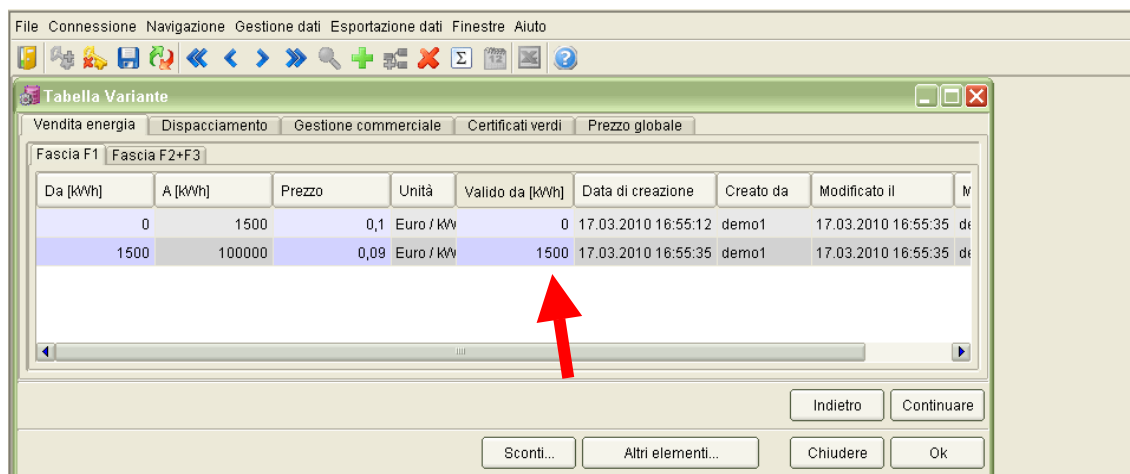 File Connessione Navigazione Gestione dati Esportazione dati Finestre Aiuto
Σ 12 X ?
Tabella Variante
Vendita energia Dispacciamento Gestione commerciale Certificati verdi Prezzo globale
Fascia F1 Fascia F2+F3
Da [kWh] A [kWh] Prezzo Unità Valido da [kWh] Data di creazione Creato da Modificato il M
0 1500 0,1 Euro / kW 0 17.03.2010 16:55:12 demo1 17.03.2010 16:55:35 de
1500 100000 0,09 Euro / kW 1500 17.03.2010 16:55:35 demo1 17.03.2010 16:55:35 de
Indietro Continuare
Sconti... Altri elementi... Chiudere Ok